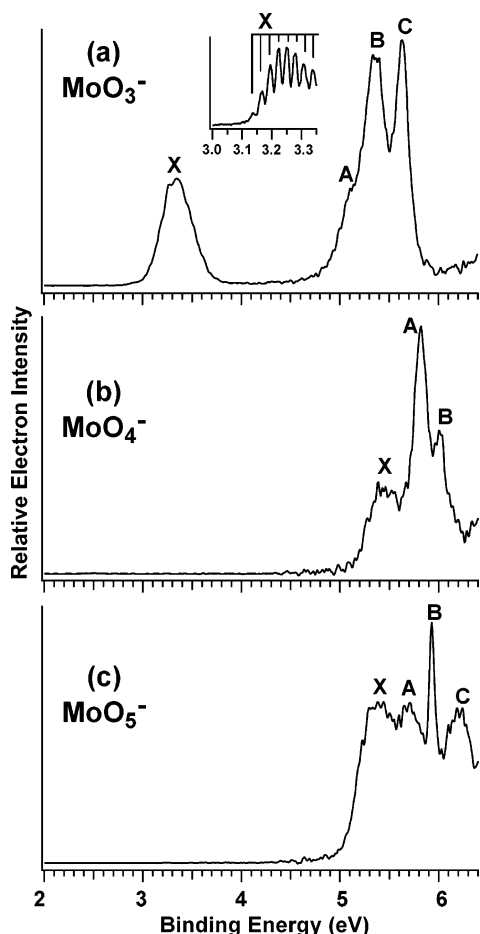 X
(a)
MoO₃⁻
3.0 3.1 3.2 3.3
X
A
B
C
Relative Electron Intensity
(b)
MoO₄⁻
X
A
B
(c)
MoO₅⁻
X
A
B
C
2 3 4 5 6
Binding Energy (eV)